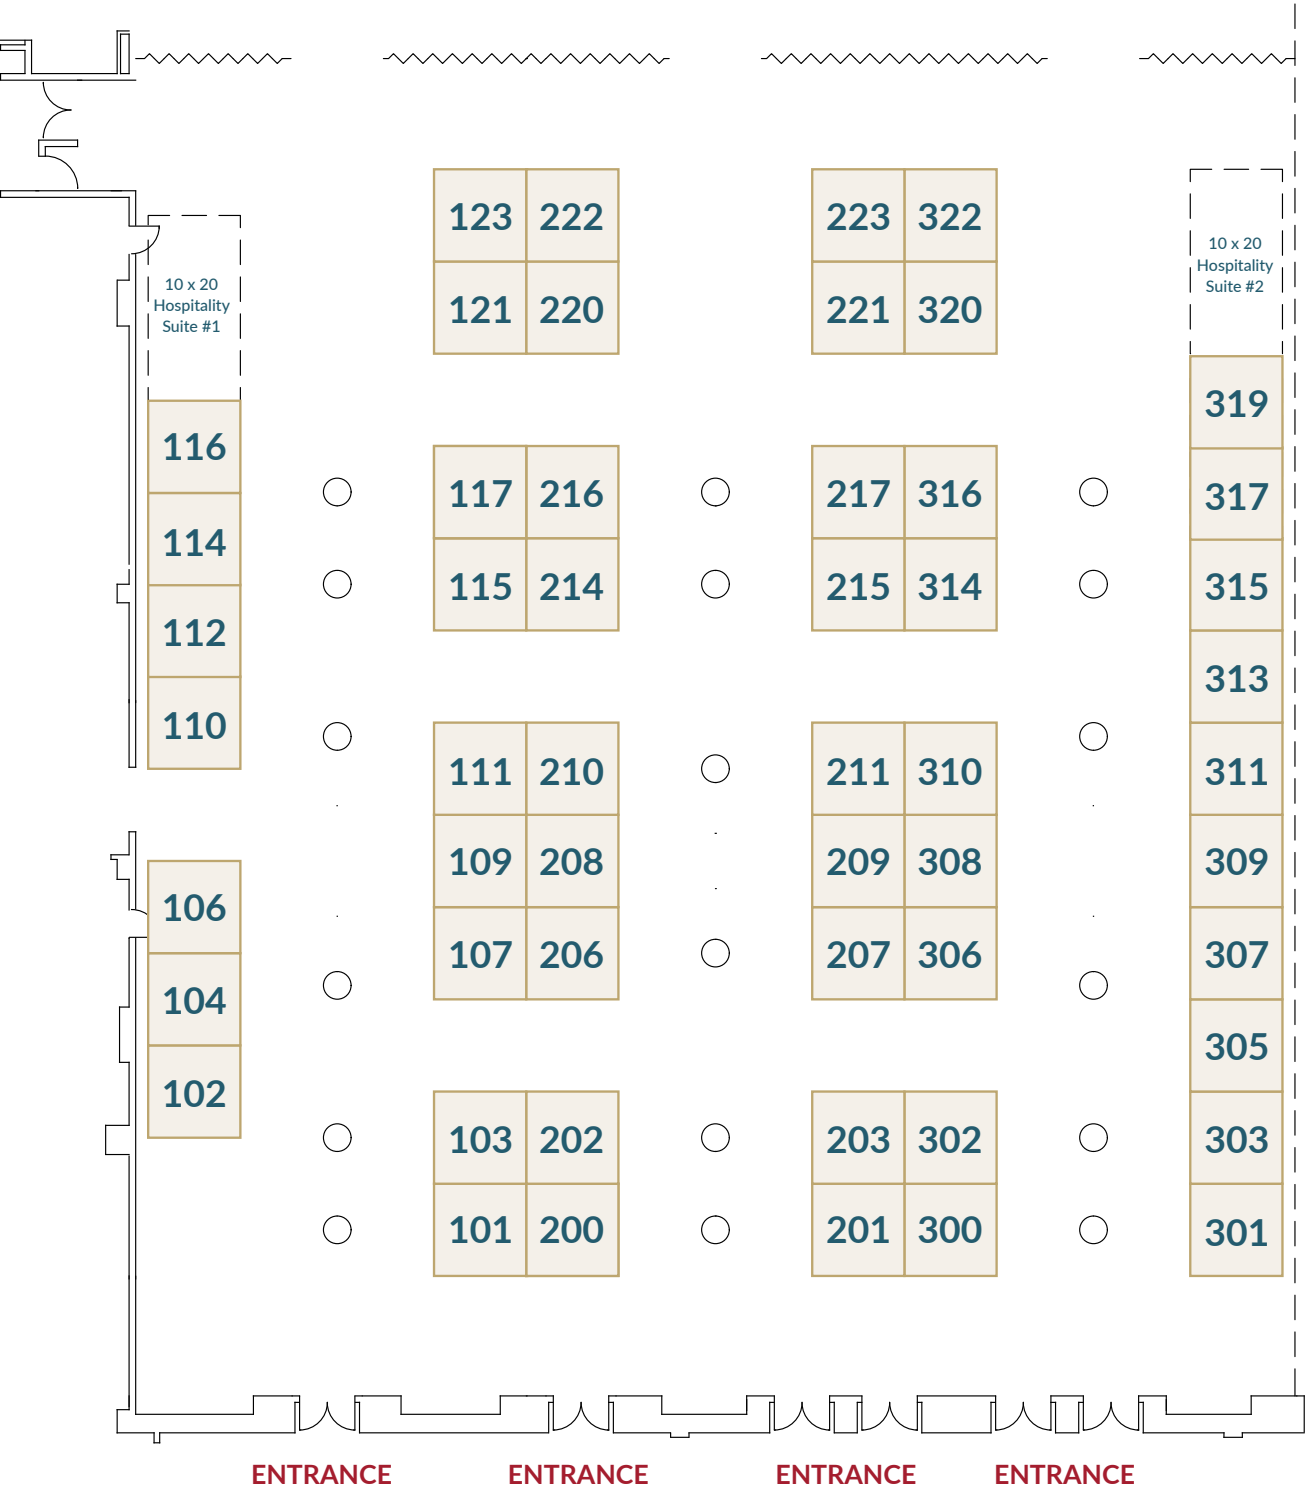 123 222 223 322
10 x 20
Hospitality
Suite #2
10 x 20
Hospitality
Suite #1
121 220 221 320
319
116
117 216 217 316 317
114
115 214 215 314 315
112
313
110
111 210 211 310 311
109 208 209 308 309
106
107 206 207 306 307
104
305
102
103 202 203 302 303
101 200 201 300 301
ENTRANCE ENTRANCE ENTRANCE ENTRANCE